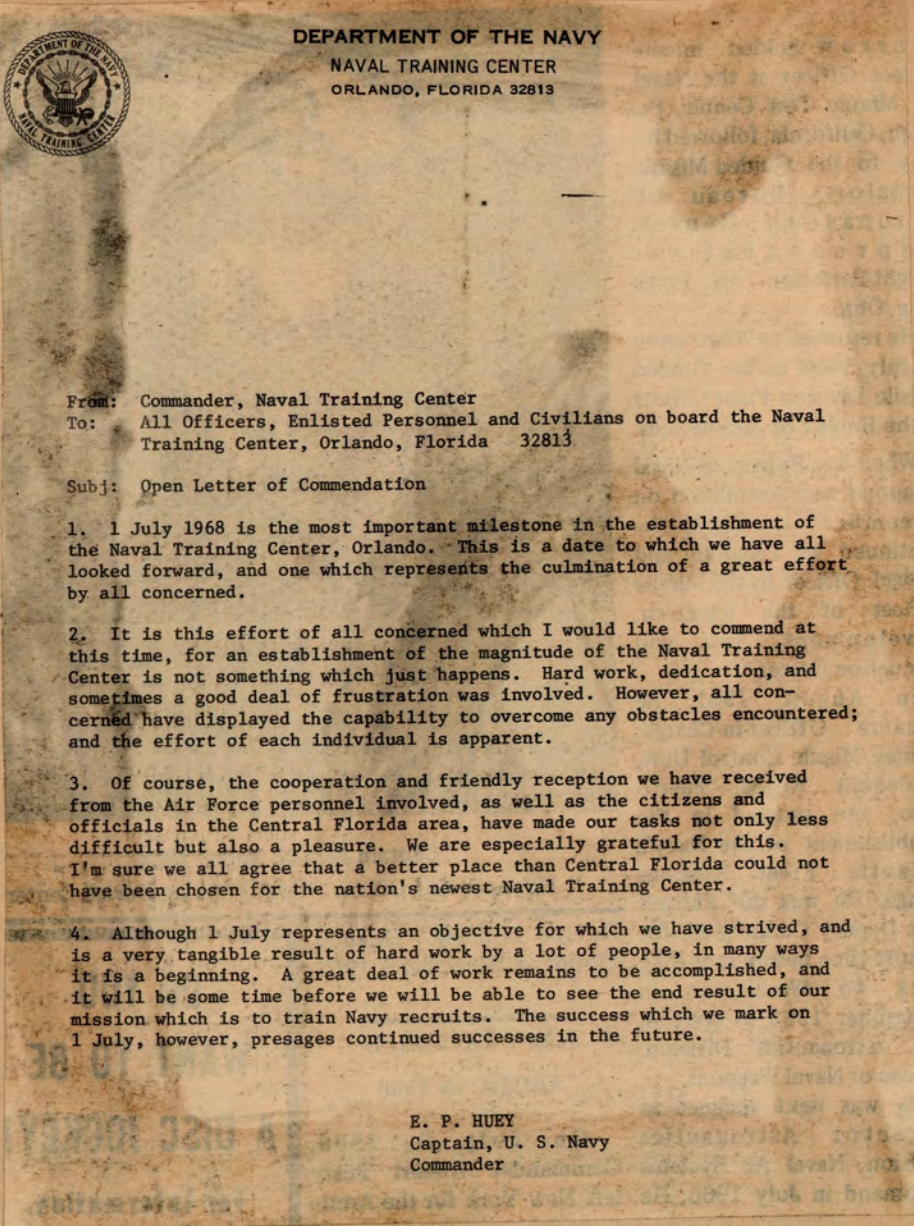 DEPARTMENT OF THE NAVY
NAVAL TRAINING CENTER
ORLANDO, FLORIDA 32813
DEPARTMENT OF THE NAVY
NAVAL TRAINING CENTER
From: Commander, Naval Training Center
To: All Officers, Enlisted Personnel and Civilians on board the Naval
Training Center, Orlando, Florida 32813
Subj: Open Letter of Commendation
1. 1 July 1968 is the most important milestone in the establishment of
the Naval Training Center, Orlando. This is a date to which we have all
looked forward, and one which represents the culmination of a great effort
by all concerned.
2. It is this effort of all concerned which I would like to commend at
this time, for an establishment of the magnitude of the Naval Training
Center is not something which just happens. Hard work, dedication, and
sometimes a good deal of frustration was involved. However, all con-
cerned have displayed the capability to overcome any obstacles encountered;
and the effort of each individual is apparent.
3. Of course, the cooperation and friendly reception we have received
from the Air Force personnel involved, as well as the citizens and
officials in the Central Florida area, have made our tasks not only less
difficult but also a pleasure. We are especially grateful for this.
I'm sure we all agree that a better place than Central Florida could not
have been chosen for the nation's newest Naval Training Center.
4. Although 1 July represents an objective for which we have strived, and
is a very tangible result of hard work by a lot of people, in many ways
it is a beginning. A great deal of work remains to be accomplished, and
it will be some time before we will be able to see the end result of our
mission which is to train Navy recruits. The success which we mark on
1 July, however, presages continued successes in the future.
E. P. HUEY
Captain, U. S. Navy
Commander